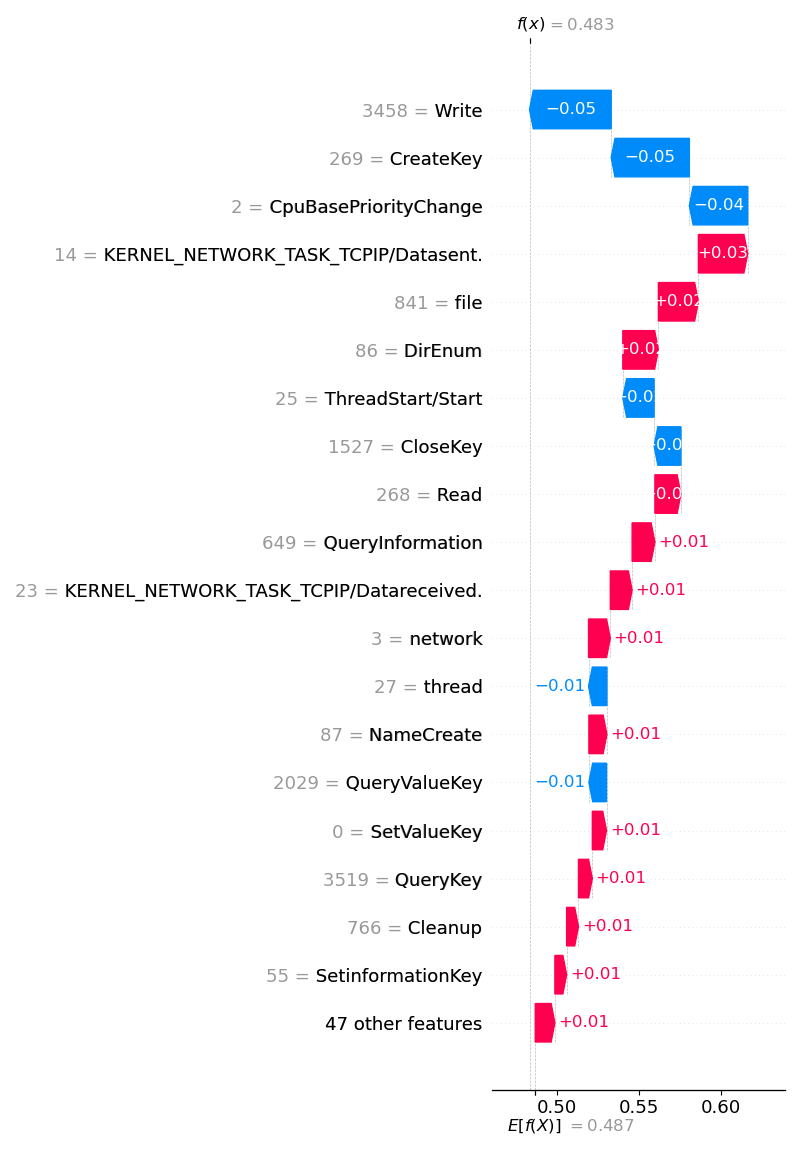 f(x) = 0.483
3458 = Write −0.05
269 = CreateKey −0.05
2 = CpuBasePriorityChange −0.04
14 = KERNEL_NETWORK_TASK_TCPIP/Datasent. +0.03
841 = file +0.02
86 = DirEnum
25 = ThreadStart/Start
1527 = CloseKey
268 = Read
649 = QueryInformation +0.01
23 = KERNEL_NETWORK_TASK_TCPIP/Datareceived. +0.01
3 = network +0.01
27 = thread −0.01
87 = NameCreate +0.01
2029 = QueryValueKey −0.01
0 = SetValueKey +0.01
3519 = QueryKey +0.01
766 = Cleanup +0.01
55 = SetinformationKey +0.01
47 other features +0.01
0.50 0.55 0.60
E[f(X)] = 0.487